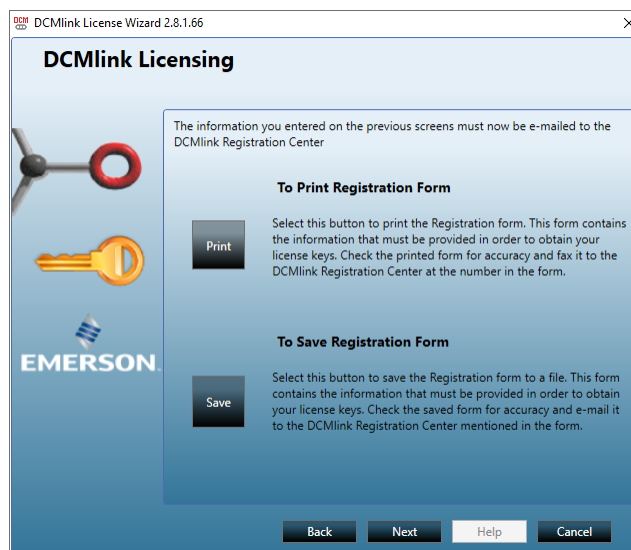 DCM
DCMlink License Wizard 2.8.1.66
DCMlink Licensing
The information you entered on the previous screens must now be e-mailed to the
DCMlink Registration Center
To Print Registration Form
Print
Select this button to print the Registration form. This form contains
the information that must be provided in order to obtain your
license keys. Check the printed form for accuracy and fax it to the
DCMlink Registration Center at the number in the form.
EMERSON.
To Save Registration Form
Save
Select this button to save the Registration form to a file. This form
contains the information that must be provided in order to obtain
your license keys. Check the saved form for accuracy and e-mail it
to the DCMlink Registration Center mentioned in the form.
Back
Next
Help
Cancel